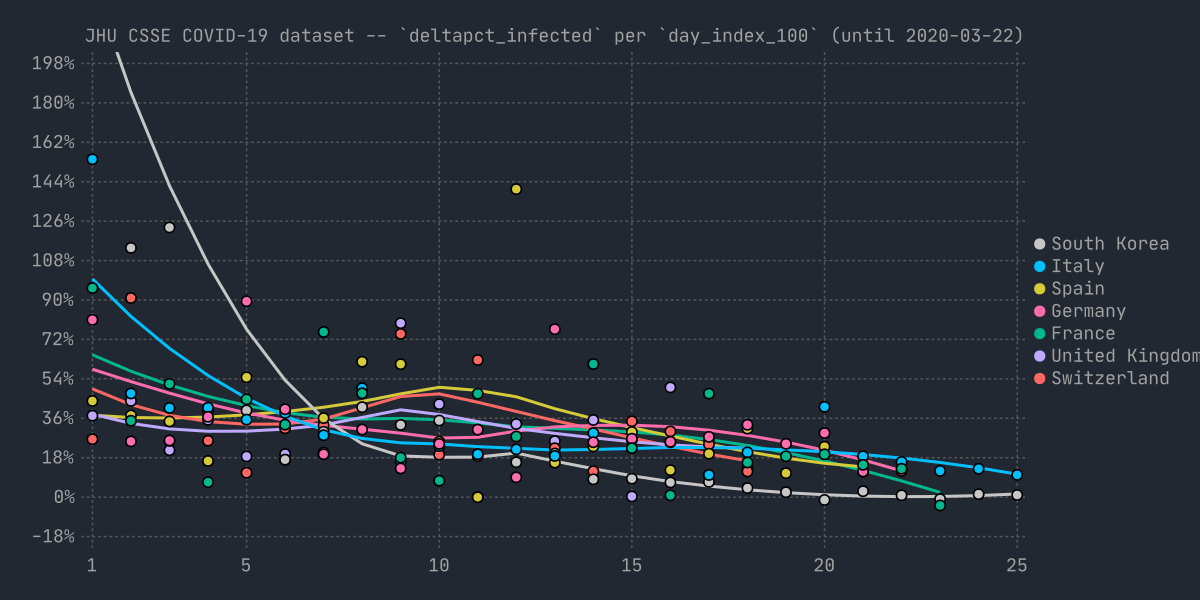 JHU CSSE COVID-19 dataset -- `deltapct_infected` per `day_index_100` (until 2020-03-22)
198%
180%
162%
144%
126%
108%
90%
72%
54%
36%
18%
0%
-18%
1 5 10 15 20 25
South Korea
Italy
Spain
Germany
France
United Kingdom
Switzerland